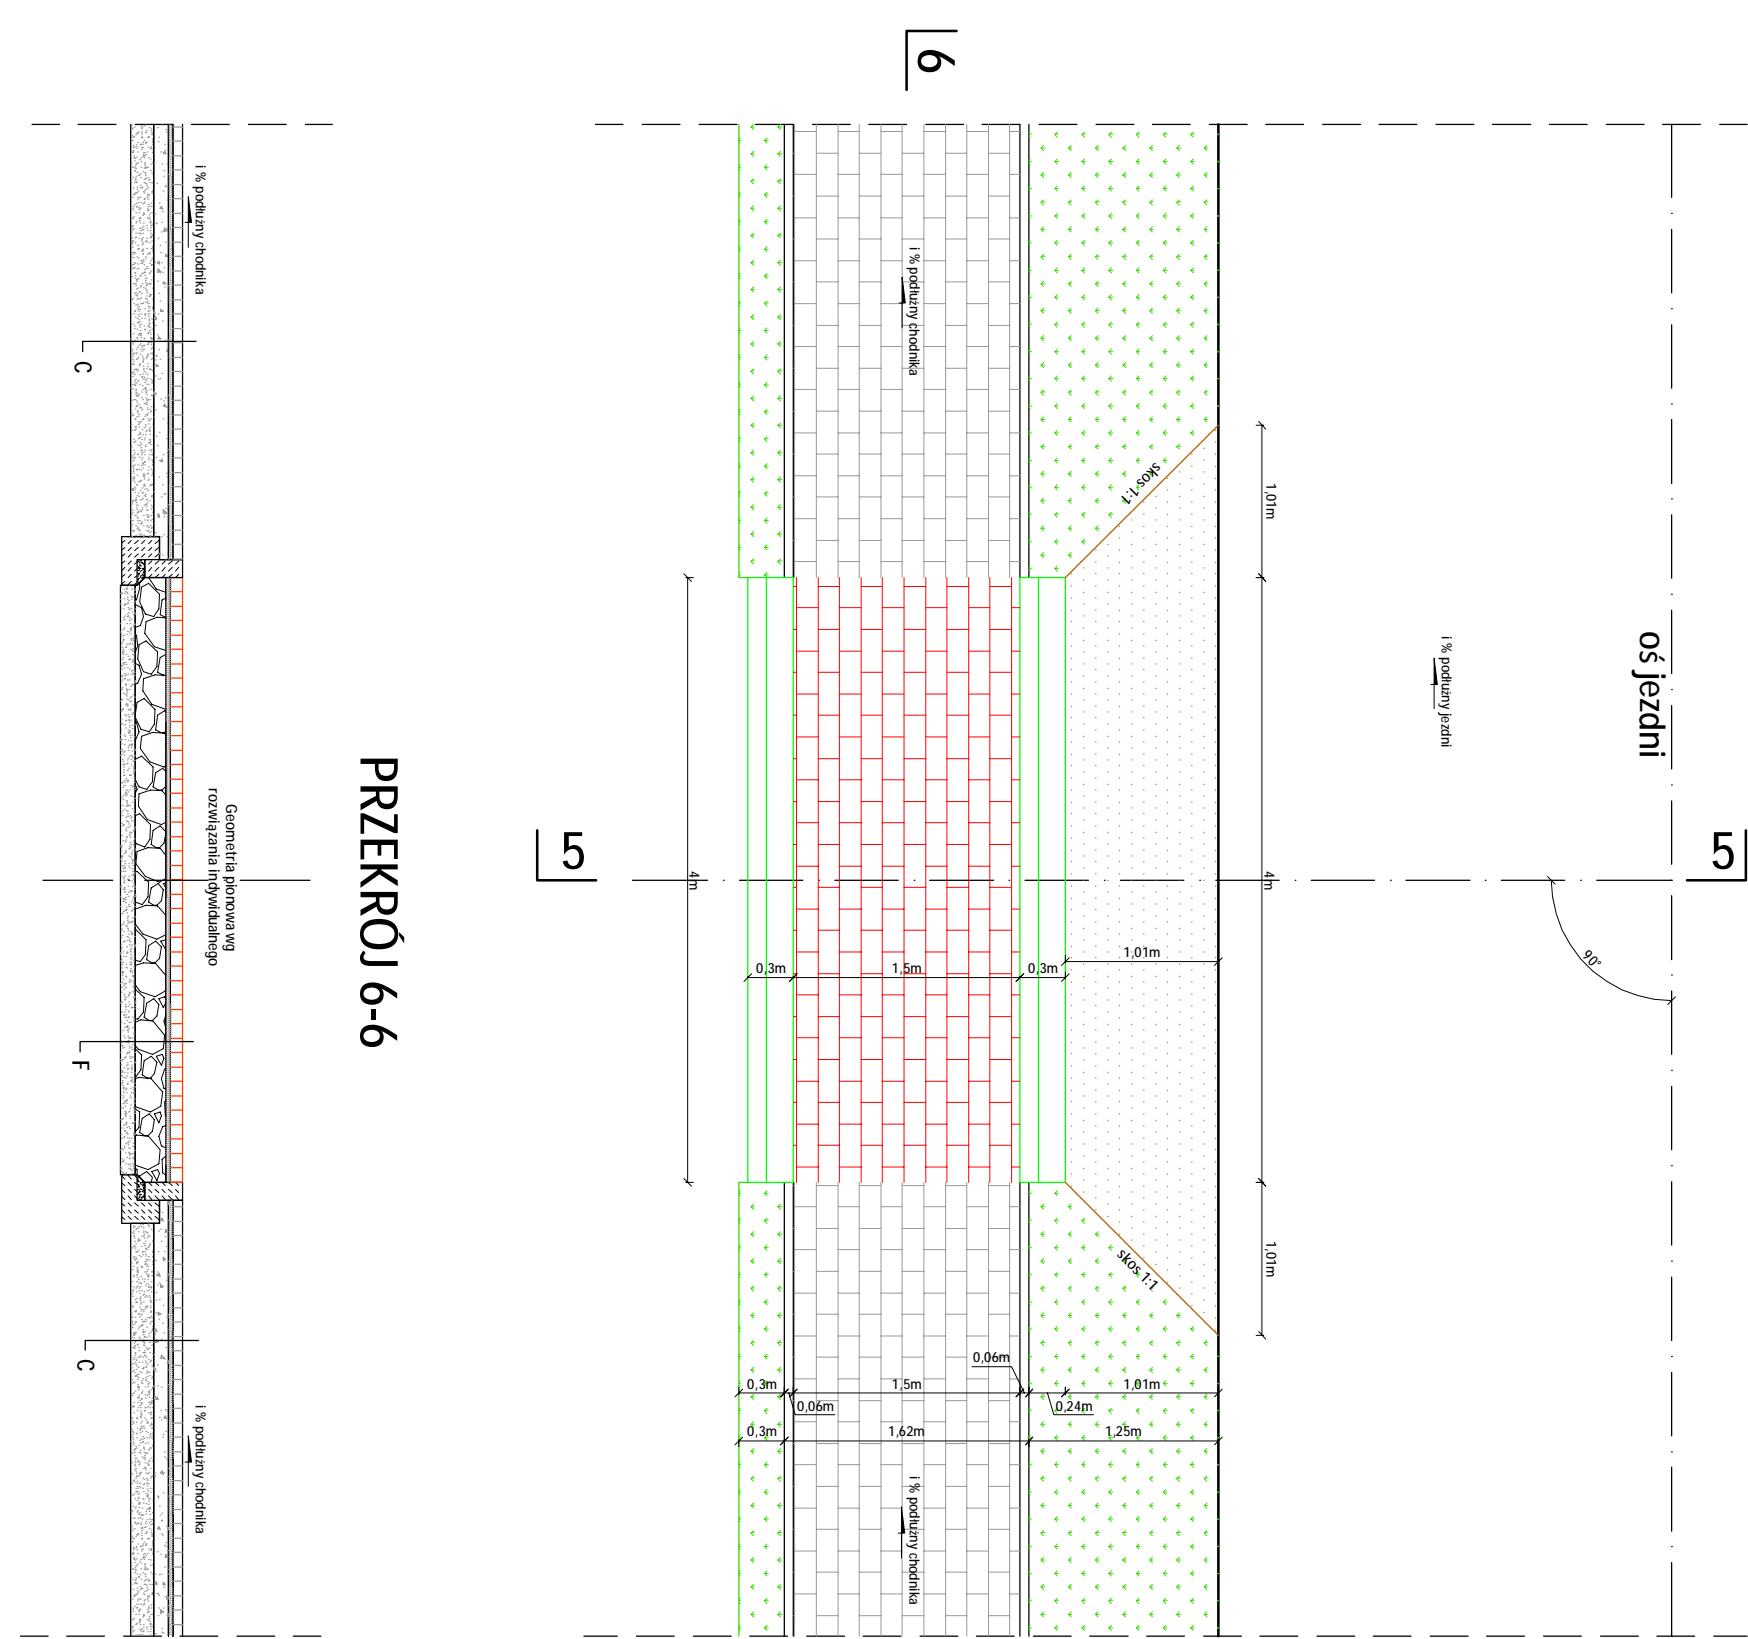 6
i % podłużny chodnika
i % podłużny chodnika
C
skos 1:1
1,01m
oś jezdni
i % podłużny jezdni
Geometria pionowa wg
rozwiązania indywidualnego
PRZEKRÓJ 6-6
5
5
4m
4m
90°
1,01m
0,3m
1,5m
0,3m
F
skos 1:1
1,01m
C
0,06m
0,3m
1,5m
1,01m
0,06m
0,24m
0,3m
1,62m
1,25m
i % podłużny chodnika
i % podłużny chodnika